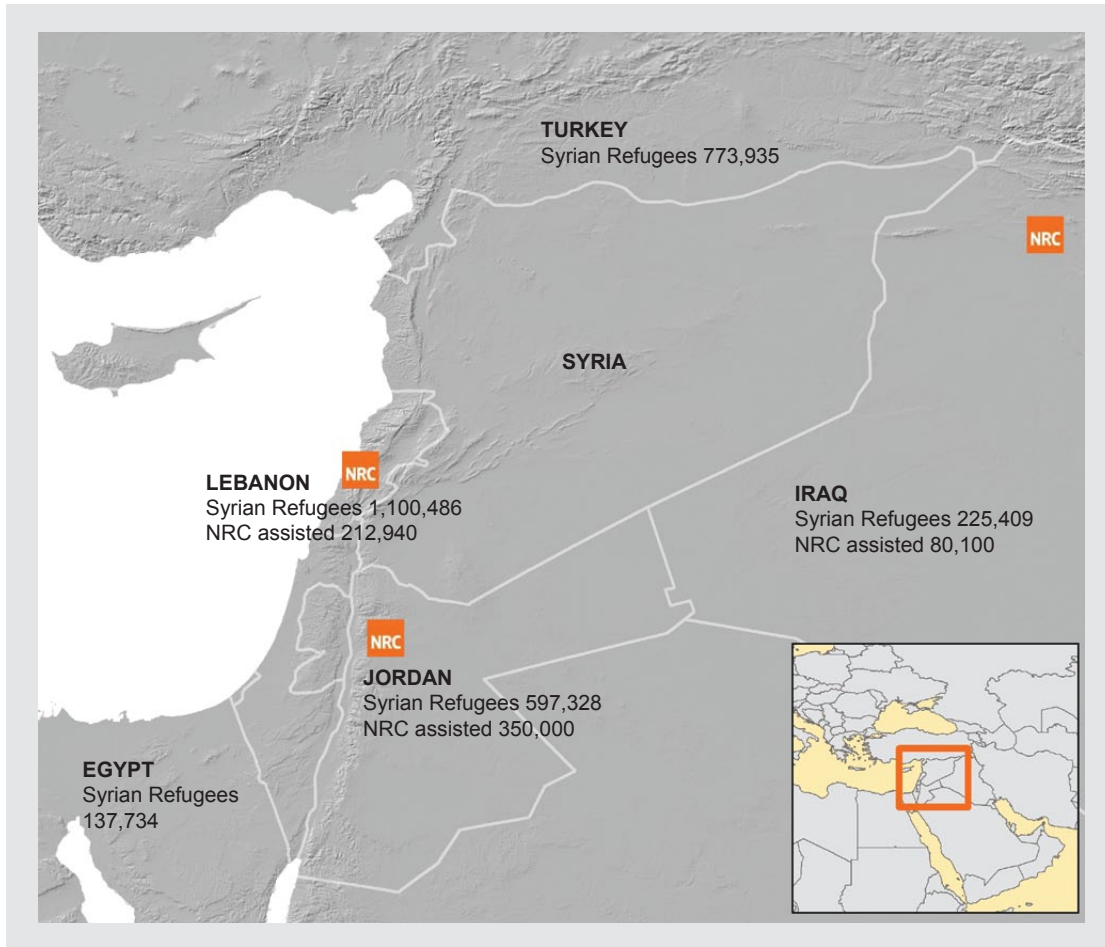 TURKEY
Syrian Refugees 773,935
NRC
SYRIA
NRC
LEBANON
Syrian Refugees 1,100,486
NRC assisted 212,940
IRAQ
Syrian Refugees 225,409
NRC assisted 80,100
NRC
JORDAN
Syrian Refugees 597,328
NRC assisted 350,000
EGYPT
Syrian Refugees
137,734